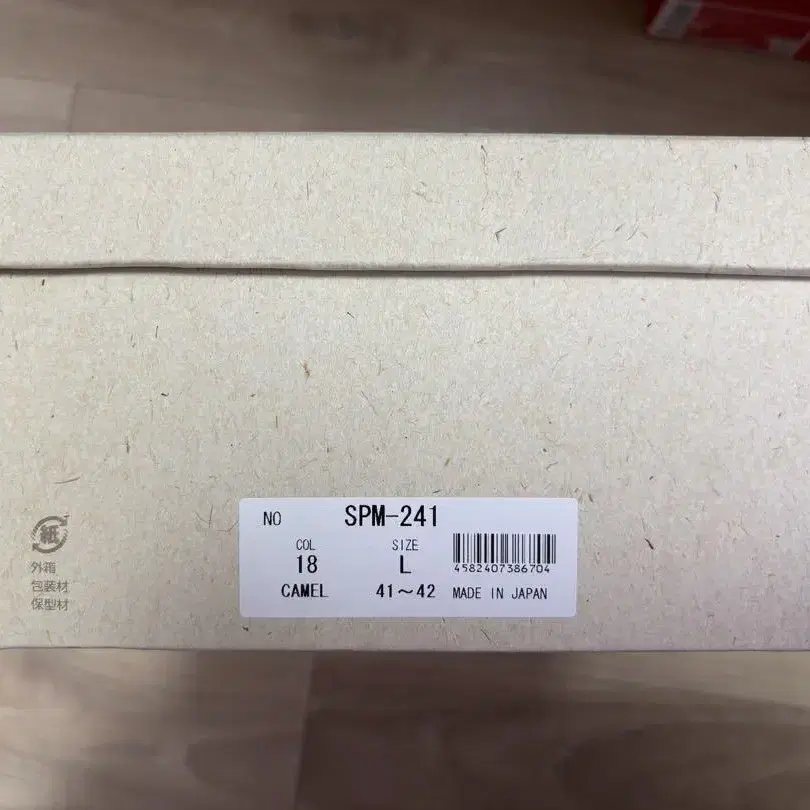 NO SPM-241
COL SIZE
18 L
CAMEL 41～42
4582407386704
MADE IN JAPAN
紙
外箱
包装材
保型材